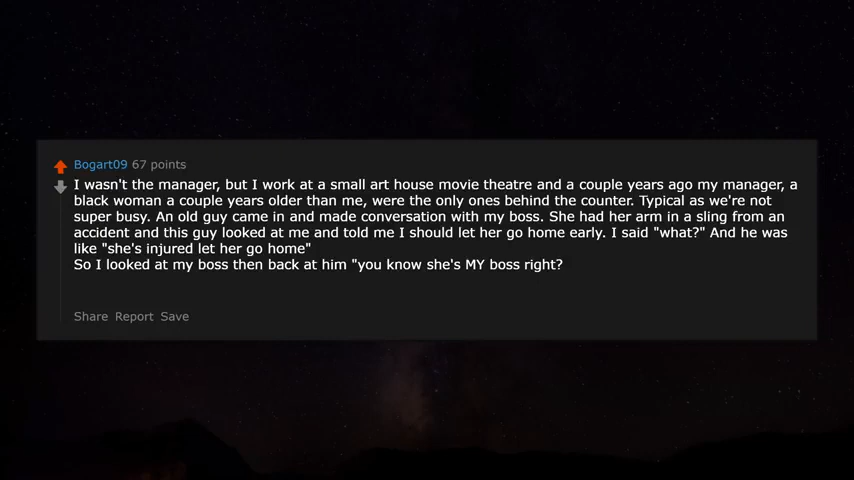 Bogart09 67 points
I wasn't the manager, but I work at a small art house movie theatre and a couple years ago my manager, a
black woman a couple years older than me, were the only ones behind the counter. Typical as we're not
super busy. An old guy came in and made conversation with my boss. She had her arm in a sling from an
accident and this guy looked at me and told me I should let her go home early. I said "what?" And he was
like "she's injured let her go home"
So I looked at my boss then back at him "you know she's MY boss right?
Share Report Save